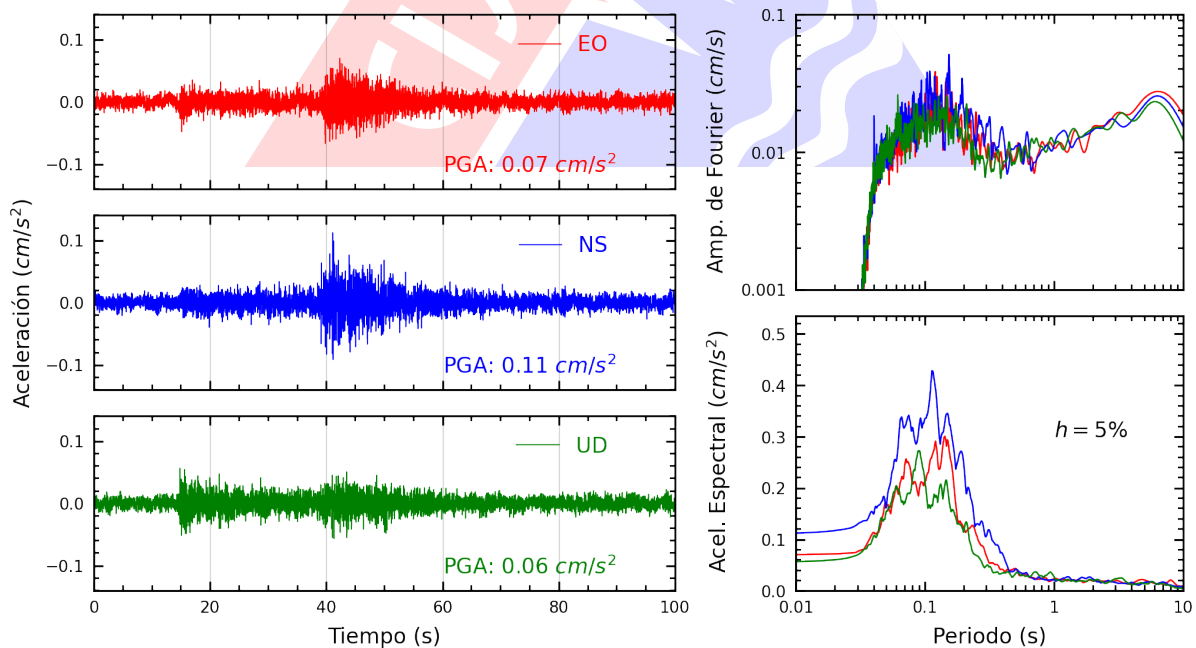 Aceleración (cm/s²)
0.1
0.0
−0.1
EO
PGA: 0.07 cm/s²
0.1
0.0
−0.1
NS
PGA: 0.11 cm/s²
0.1
0.0
−0.1
UD
PGA: 0.06 cm/s²
0 20 40 60 80 100
Tiempo (s)
Amp. de Fourier (cm/s)
0.1
0.01
0.001
Acel. Espectral (cm/s²)
0.5
0.4
0.3
0.2
0.1
0.0
h = 5%
0.01 0.1 1 10
Periodo (s)